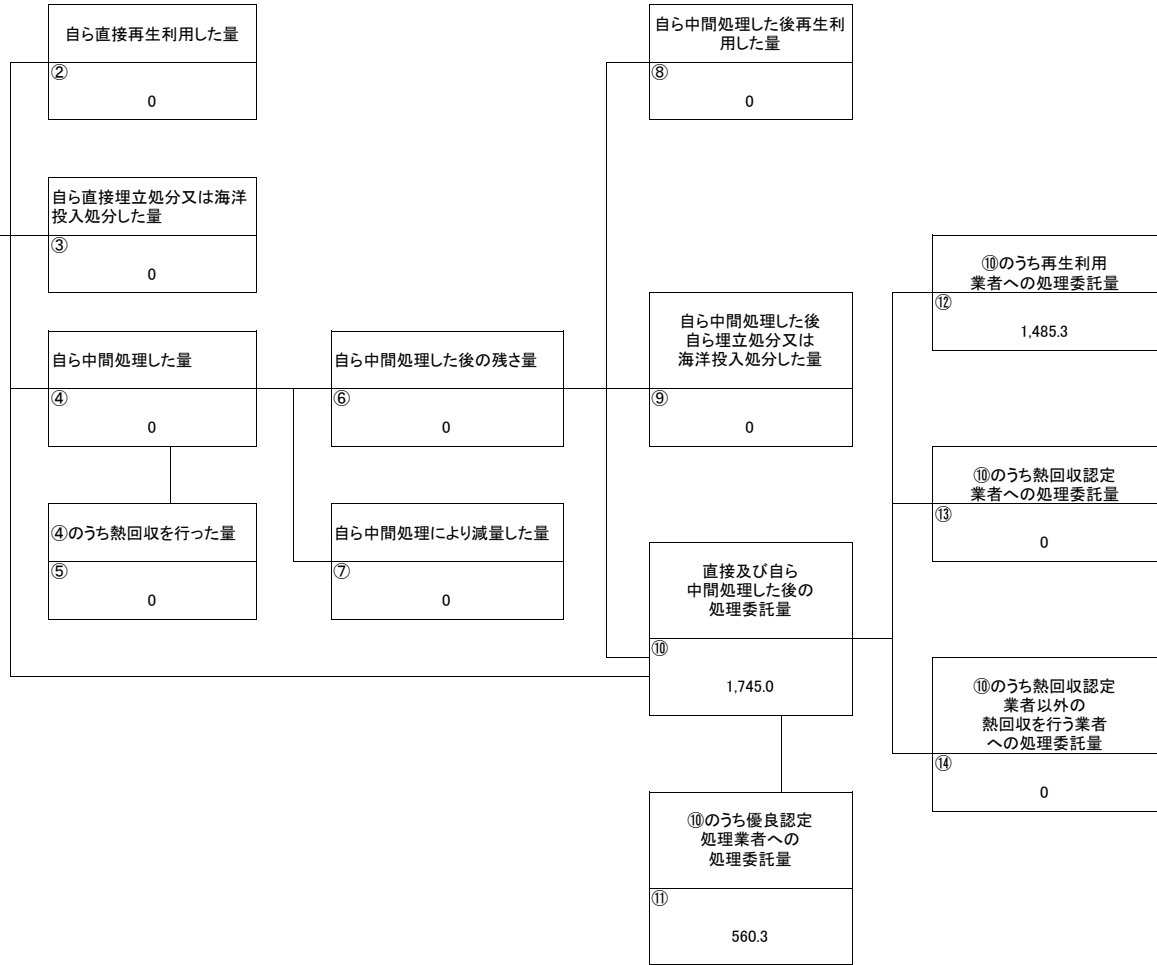 自ら直接再生利用した量
②
0
自ら直接埋立処分又は海洋
投入処分した量
③
0
自ら中間処理した量
④
0
④のうち熱回収を行った量
⑤
0
自ら中間処理した後の残さ量
⑥
0
自ら中間処理により減量した量
⑦
0
自ら中間処理した後再生利
用した量
⑧
0
自ら中間処理した後
自ら埋立処分又は
海洋投入処分した量
⑨
0
直接及び自ら
中間処理した後の
処理委託量
⑩
1,745.0
⑩のうち優良認定
処理業者への
処理委託量
⑪
560.3
⑩のうち再生利用
業者への処理委託量
⑫
1,485.3
⑩のうち熱回収認定
業者への処理委託量
⑬
0
⑩のうち熱回収認定
業者以外の
熱回収を行う業者
への処理委託量
⑭
0